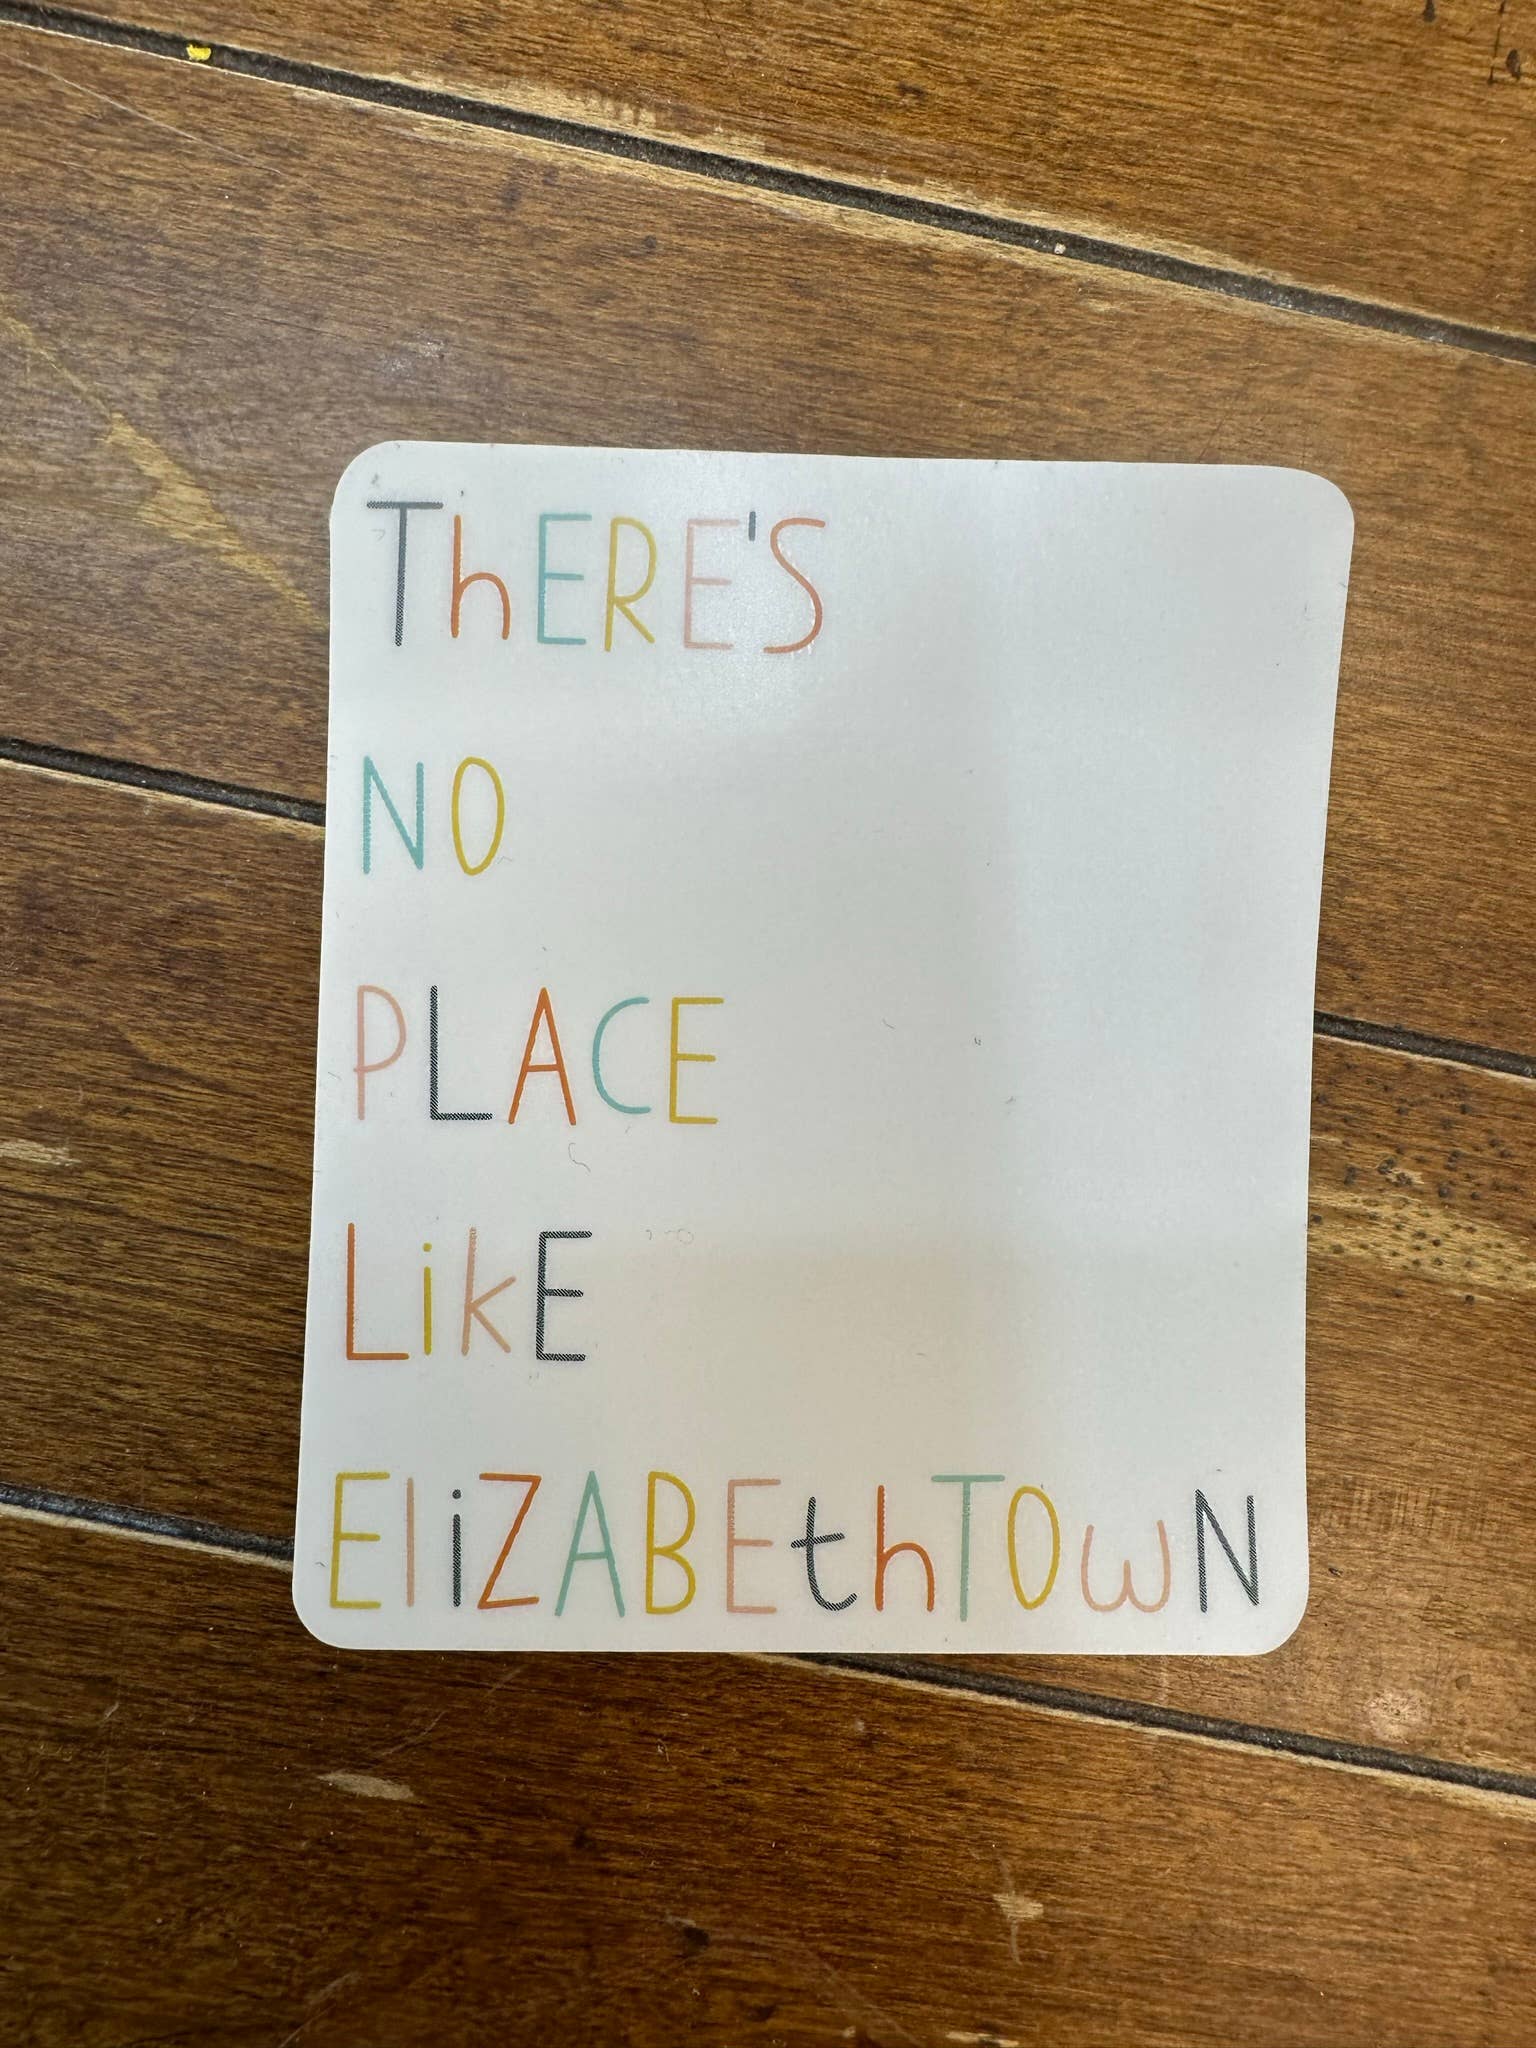 ThERE'S
NO
PLACE
LikE
EliZABEthTOwN